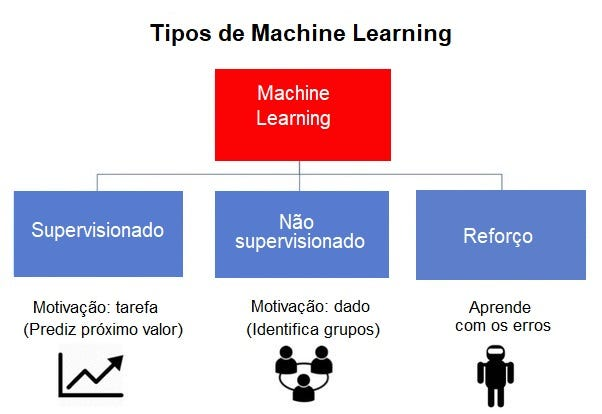 Tipos de Machine Learning
Machine
Learning
Supervisionado
Não
supervisionado
Reforço
Motivação: tarefa
(Prediz próximo valor)
Motivação: dado
(Identifica grupos)
Aprende
com os erros